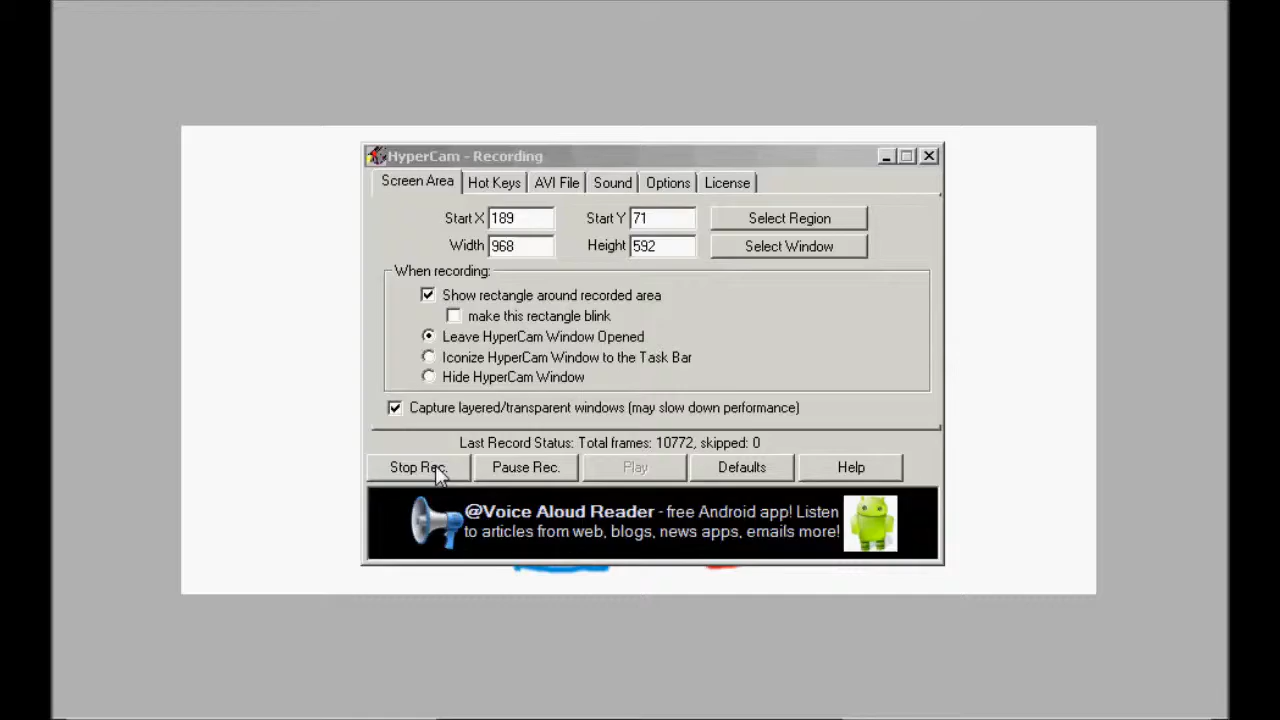 HyperCam - Recording
Screen Area Hot Keys AVI File Sound Options License
Start X 189 Start Y 71 Select Region
Width 968 Height 592 Select Window
When recording:
Show rectangle around recorded area
make this rectangle blink
Leave HyperCam Window Opened
Iconize HyperCam Window to the Task Bar
Hide HyperCam Window
Capture layered/transparent windows (may slow down performance)
Last Record Status: Total frames: 10772, skipped: 0
Stop Rec. Pause Rec. Play Defaults Help
@Voice Aloud Reader - free Android app! Listen
to articles from web, blogs, news apps, emails more!